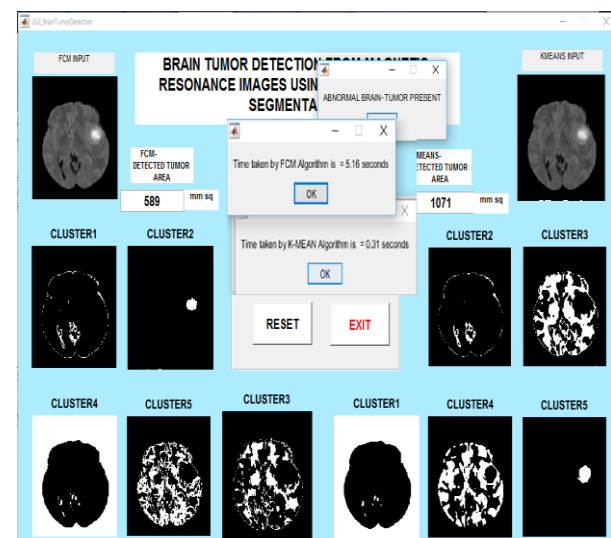 GUI_BrainTumorDetection
FCM INPUT
BRAIN TUMOR DETECTION FROM MAGNETIC
RESONANCE IMAGES USIN
SEGMENTA
KMEANS INPUT
ABNORMAL BRAIN-TUMOR PRESENT
FCM-
DETECTED TUMOR
AREA
589 mm sq
Time taken by FCM Algorithm is = 5.16 seconds
OK
MEANS-
ETECTED TUMOR
AREA
1071 mm sq
Time taken by K-MEAN Algorithm is = 0.31 seconds
OK
CLUSTER1 CLUSTER2 CLUSTER2 CLUSTER3
RESET EXIT
CLUSTER4 CLUSTER5 CLUSTER3 CLUSTER1 CLUSTER4 CLUSTER5